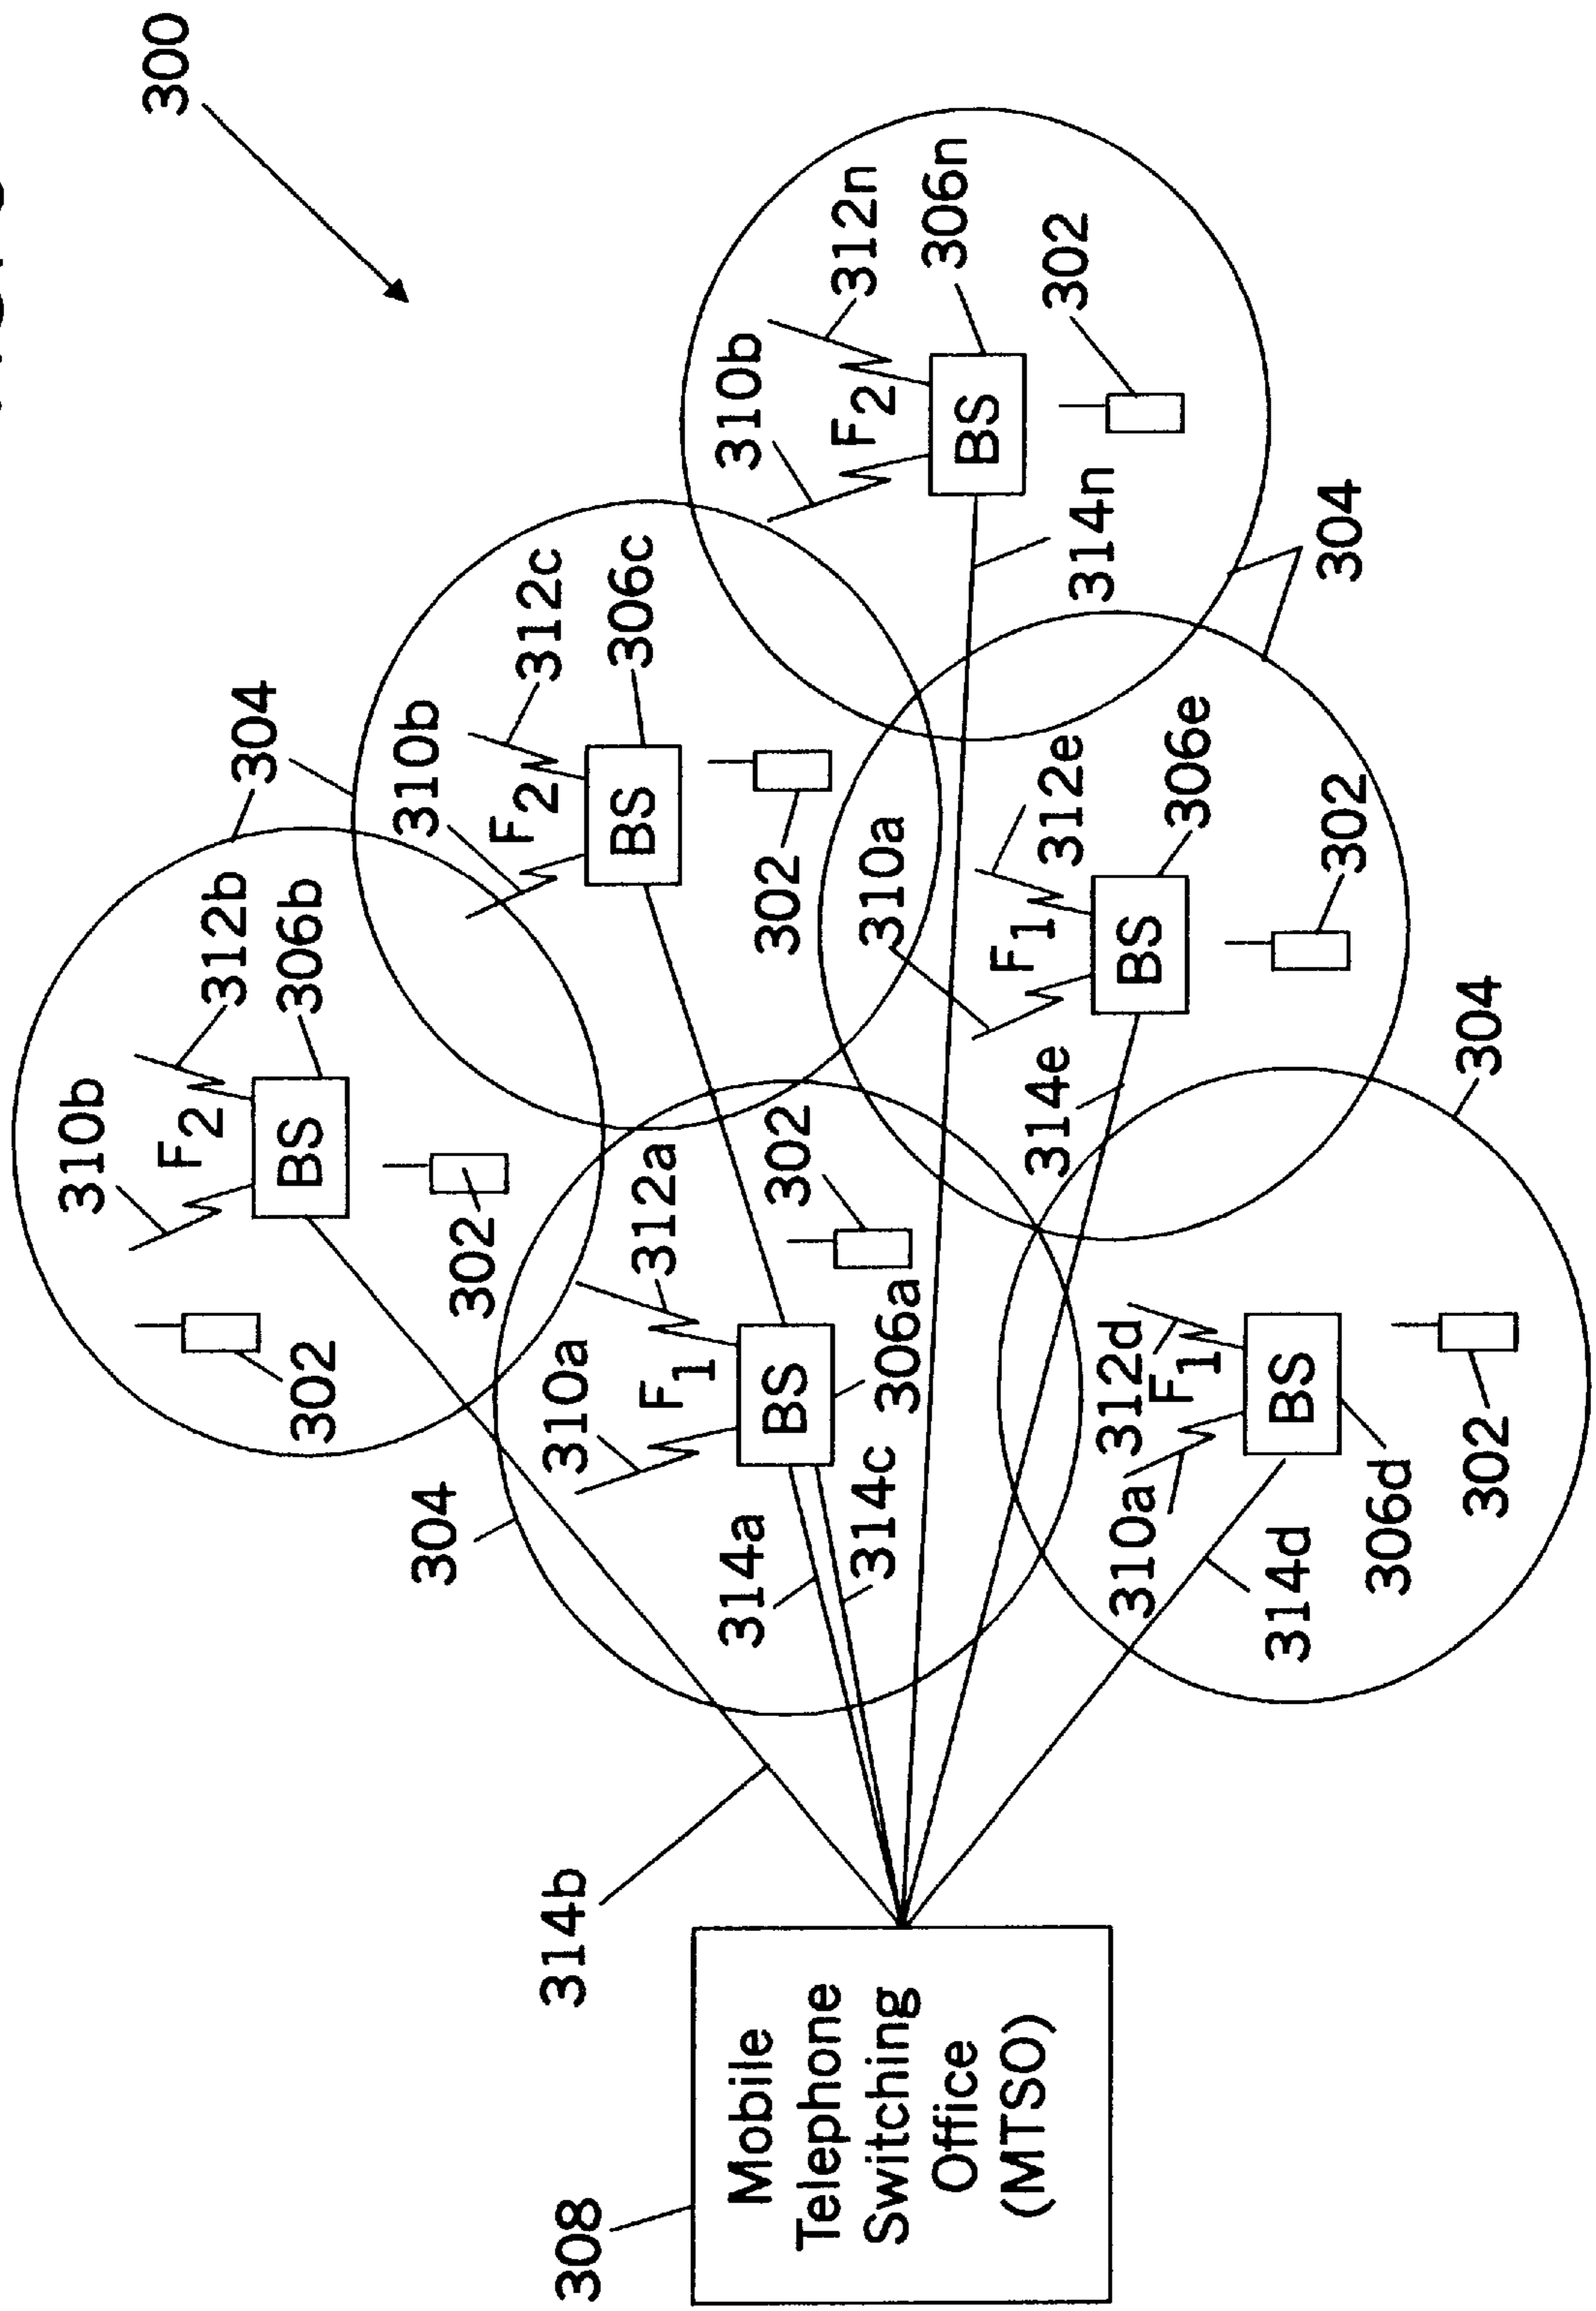 300
304
310b
F2
312b
306b
BS
302
302
310b
F2
312c
306c
BS
302
310b
F2
312n
306n
BS
302
314n
304
304
310a
F1
312a
BS
302
306a
314a
314c
310a
F1
312e
306e
BS
302
314e
304
312d
F1
310a
BS
306d
302
314d
314b
308
Mobile
Telephone
Switching
Office
(MTSO)